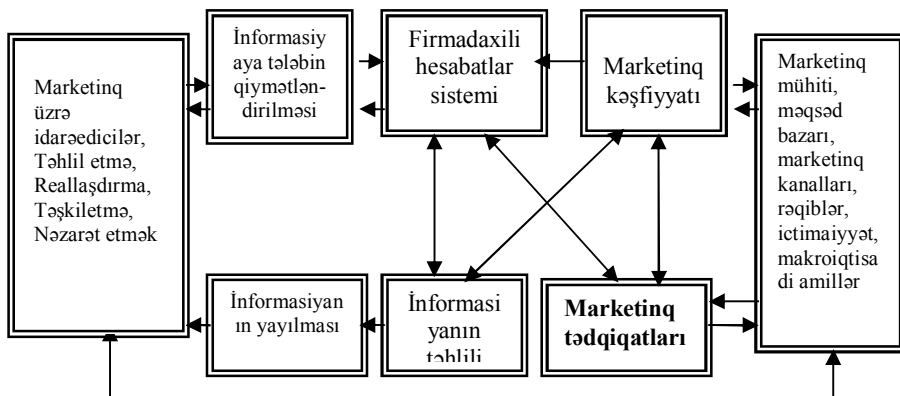 Marketinq
üzrə
idarəedicilər,
Təhlil etmə,
Reallaşdırma,
Təşkiletmə,
Nəzarət etmək
İnformasiy
aya tələbin
qiymətlən-
dirilməsi
Firmadaxili
hesabatlar
sistemi
Marketinq
kəşfiyyatı
Marketinq
mühiti,
məqsəd
bazarı,
marketinq
kanalları,
rəqiblər,
ictimaiyyət,
makroiqtisa
di amillər
İnformasiyan
ın yayılması
İnformasi
yanın
təhlili
Marketinq
tədqiqatları